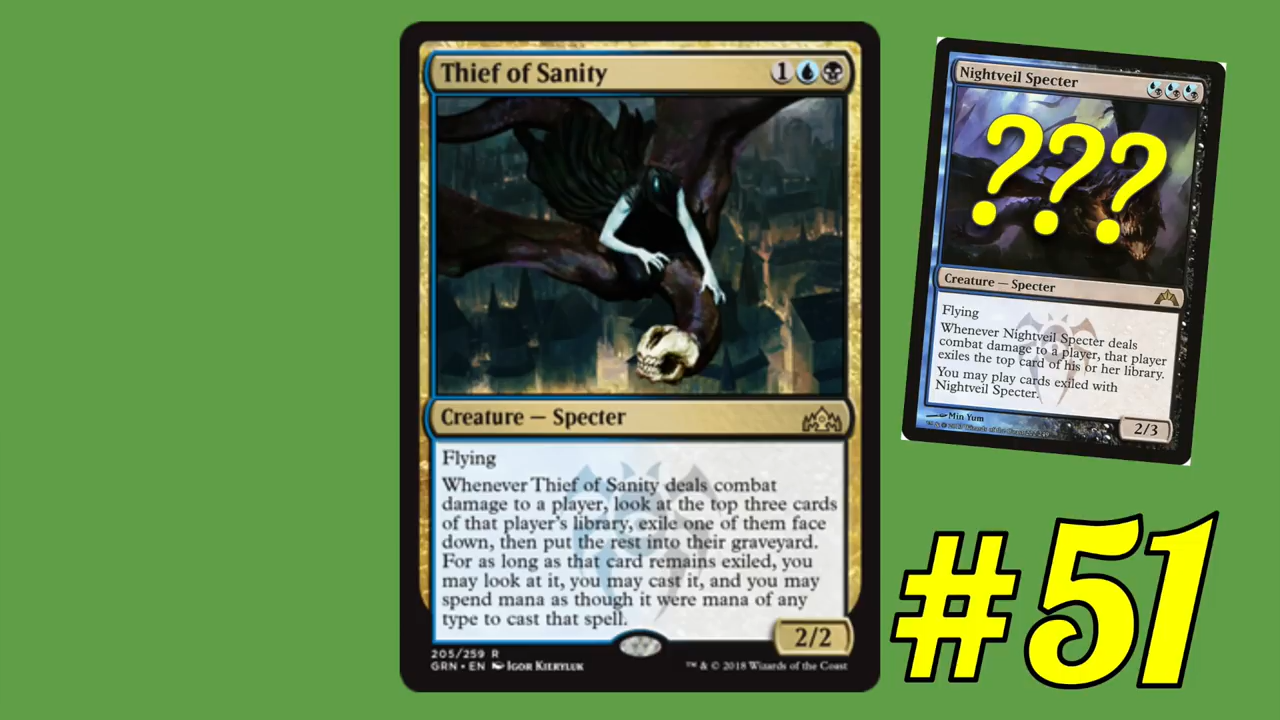 Thief of Sanity 1
Creature — Specter
Flying
Whenever Thief of Sanity deals combat
damage to a player, look at the top three cards
of that player's library, exile one of them face
down, then put the rest into their graveyard.
For as long as that card remains exiled, you
may look at it, you may cast it, and you may
spend mana as though it were mana of any
type to cast that spell.
2/2
205/259 R
GRN • EN IGOR KIERYLUK
™ & © 2018 Wizards of the Coast
Nightveil Specter
???
Creature — Specter
Flying
Whenever Nightveil Specter deals
combat damage to a player, that player
exiles the top card of his or her library.
You may play cards exiled with
Nightveil Specter.
Min Yum
2/3
#51